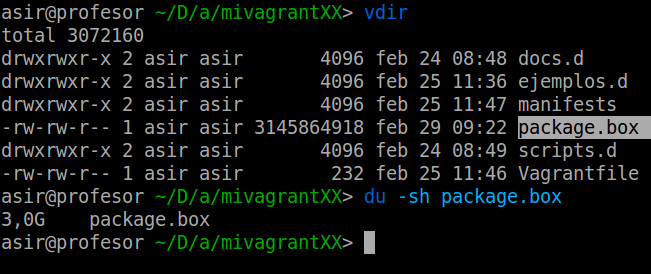 asir@profesor ~/D/a/mivagrantXX> vdir
total 3072160
drwxrwxr-x 2 asir asir       4096 feb 24 08:48 docs.d
drwxrwxr-x 2 asir asir       4096 feb 25 11:36 ejemplos.d
drwxrwxr-x 2 asir asir       4096 feb 25 11:47 manifests
-rw-rw-r-- 1 asir asir 3145864918 feb 29 09:22 package.box
drwxrwxr-x 2 asir asir       4096 feb 24 08:49 scripts.d
-rw-rw-r-- 1 asir asir        232 feb 25 11:46 Vagrantfile
asir@profesor ~/D/a/mivagrantXX> du -sh package.box
3,0G    package.box
asir@profesor ~/D/a/mivagrantXX>